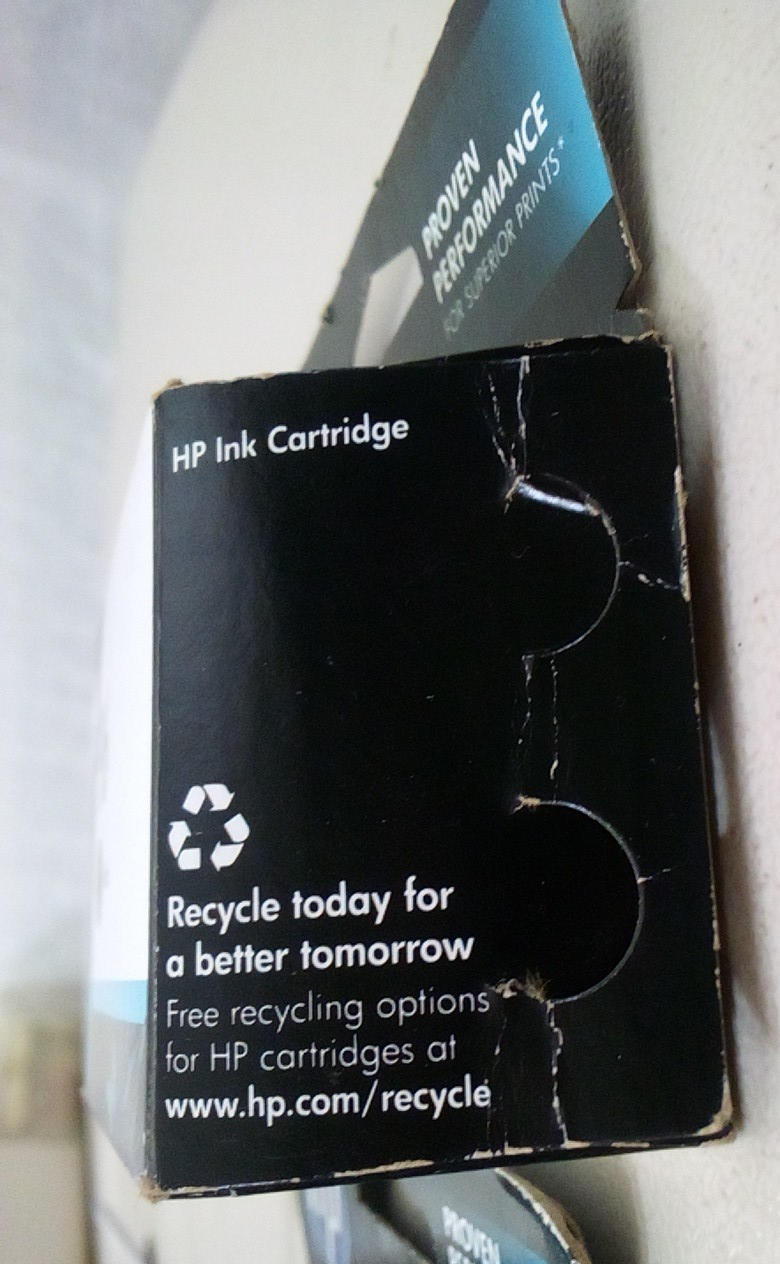 PROVEN
PERFORMANCE
FOR SUPERIOR PRINTS*
HP Ink Cartridge
Recycle today for
a better tomorrow
Free recycling options
for HP cartridges at
www.hp.com/recycle
PROVEN